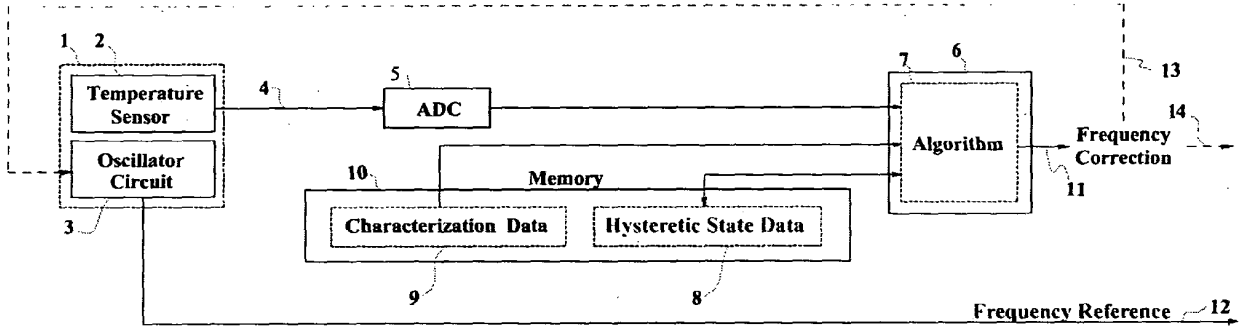 1
2
Temperature
Sensor
Oscillator
Circuit
3
4
5
ADC
10
Memory
Characterization Data
Hysteretic State Data
9
8
7
6
Algorithm
13
14
Frequency
Correction
11
Frequency Reference
12